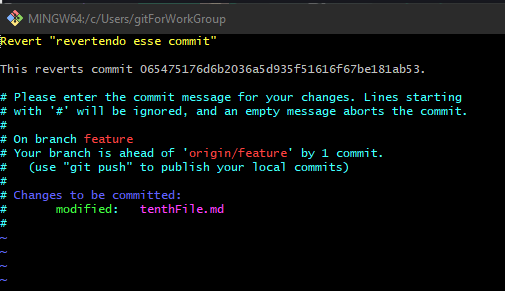 MINGW64:/c/Users/gitForWorkGroup
Revert "revertendo esse commit"
This reverts commit 065475176d6b2036a5d935f51616f67be181ab53.
# Please enter the commit message for your changes. Lines starting
# with '#' will be ignored, and an empty message aborts the commit.
#
# On branch feature
# Your branch is ahead of 'origin/feature' by 1 commit.
#   (use "git push" to publish your local commits)
#
# Changes to be committed:
#       modified:   tenthFile.md
#
~
~
~
~